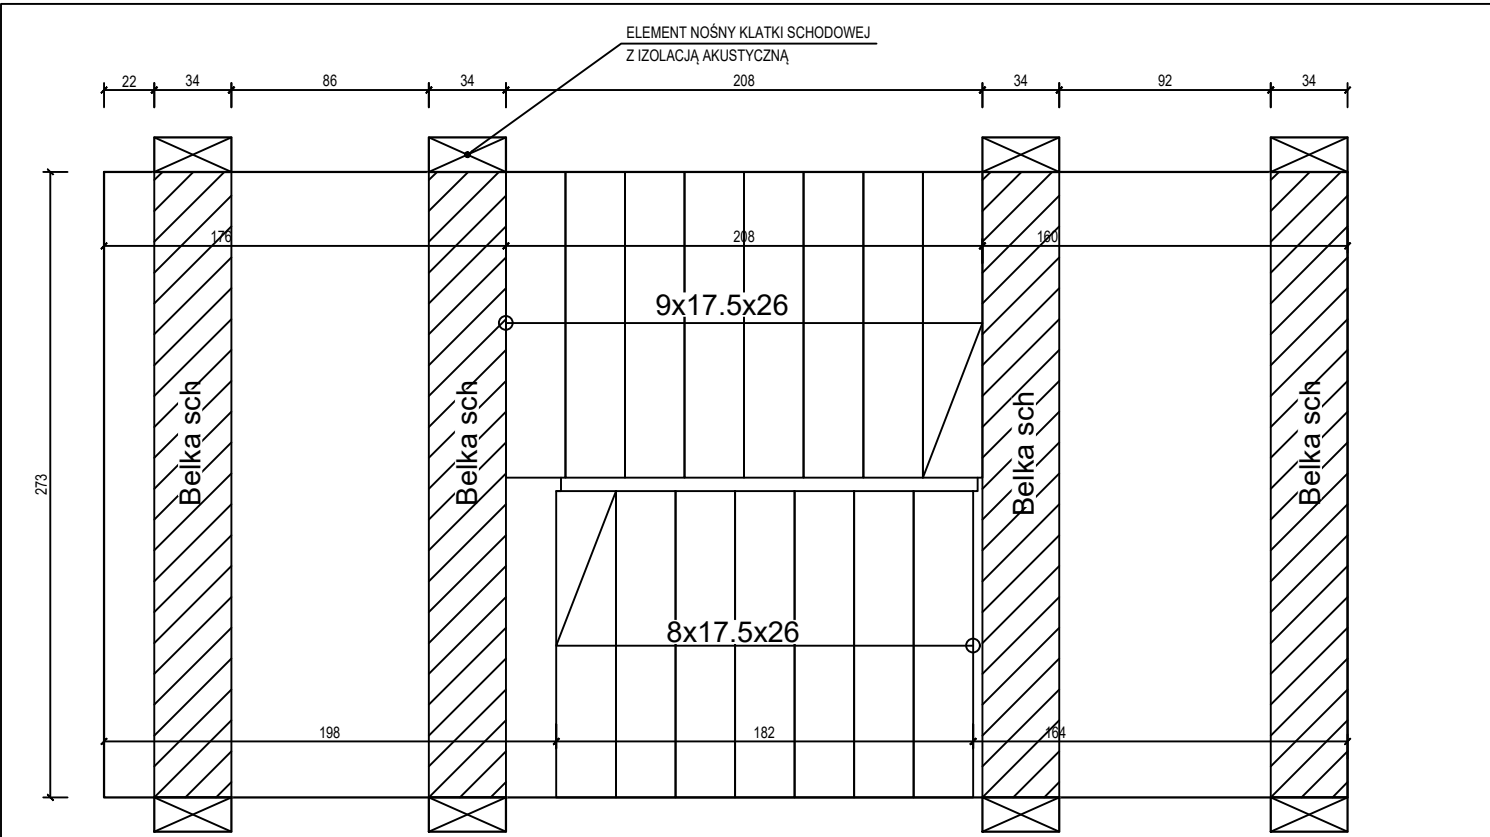 ELEMENT NOŚNY KLATKI SCHODOWEJ
Z IZOLACJĄ AKUSTYCZNĄ
22 34 86 34 208 34 92 34
176 208 160
9x17.5x26
Belka sch
Belka sch
Belka sch
Belka sch
273
8x17.5x26
198 182 164